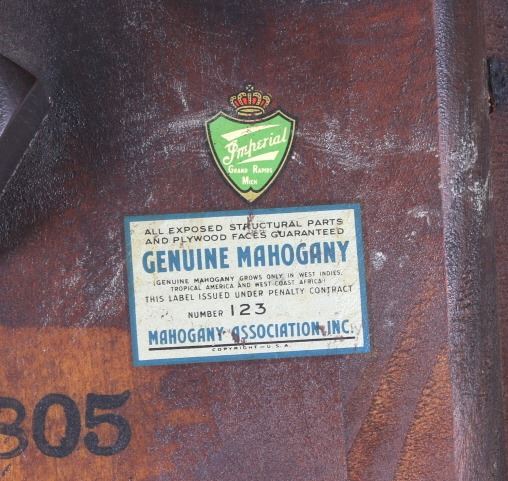 Imperial
GRAND RAPIDS
MICH
ALL EXPOSED STRUCTURAL PARTS
AND PLYWOOD FACES GUARANTEED
GENUINE MAHOGANY
(GENUINE MAHOGANY GROWS ONLY IN WEST INDIES,
TROPICAL AMERICA AND WEST COAST AFRICA)
THIS LABEL ISSUED UNDER PENALTY CONTRACT
NUMBER 123
MAHOGANY ASSOCIATION, INC.
COPYRIGHT-U.S.A.
805